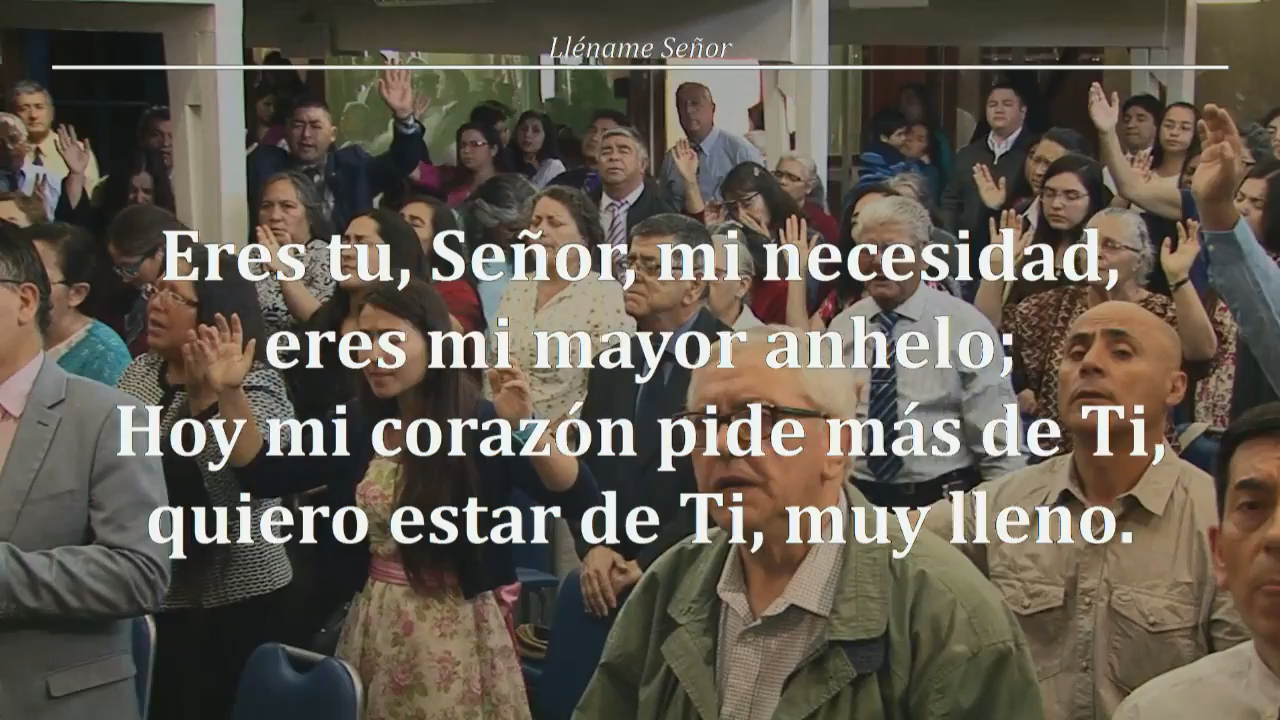 Lléname Señor
Eres tu, Señor, mi necesidad,
eres mi mayor anhelo;
Hoy mi corazón pide más de Ti,
quiero estar de Ti, muy lleno.